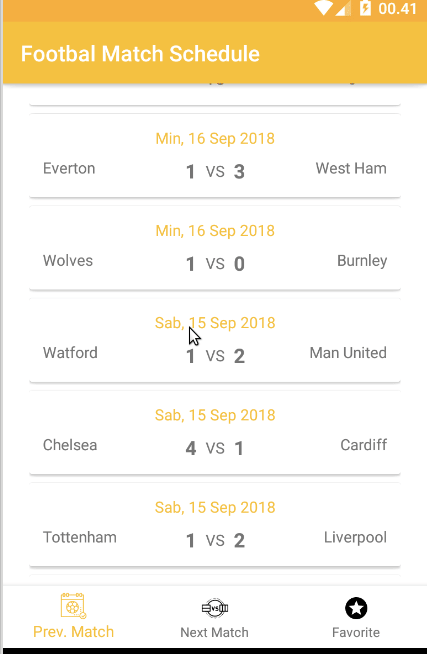 00.41
Footbal Match Schedule
Min, 16 Sep 2018
Everton 1 VS 3 West Ham
Min, 16 Sep 2018
Wolves 1 VS 0 Burnley
Sab, 15 Sep 2018
Watford 1 VS 2 Man United
Sab, 15 Sep 2018
Chelsea 4 VS 1 Cardiff
Sab, 15 Sep 2018
Tottenham 1 VS 2 Liverpool
VS
Prev. Match Next Match Favorite